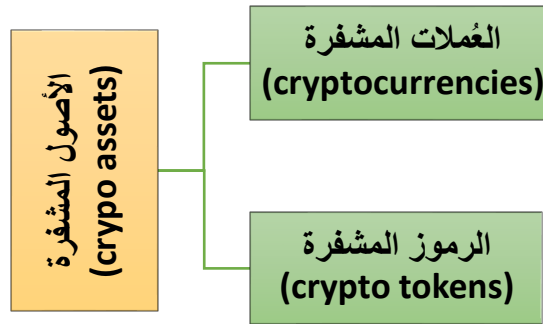 الأصول المشفرة
(crypo assets)
العُملات المشفرة
(cryptocurrencies)
الرموز المشفرة
(crypto tokens)